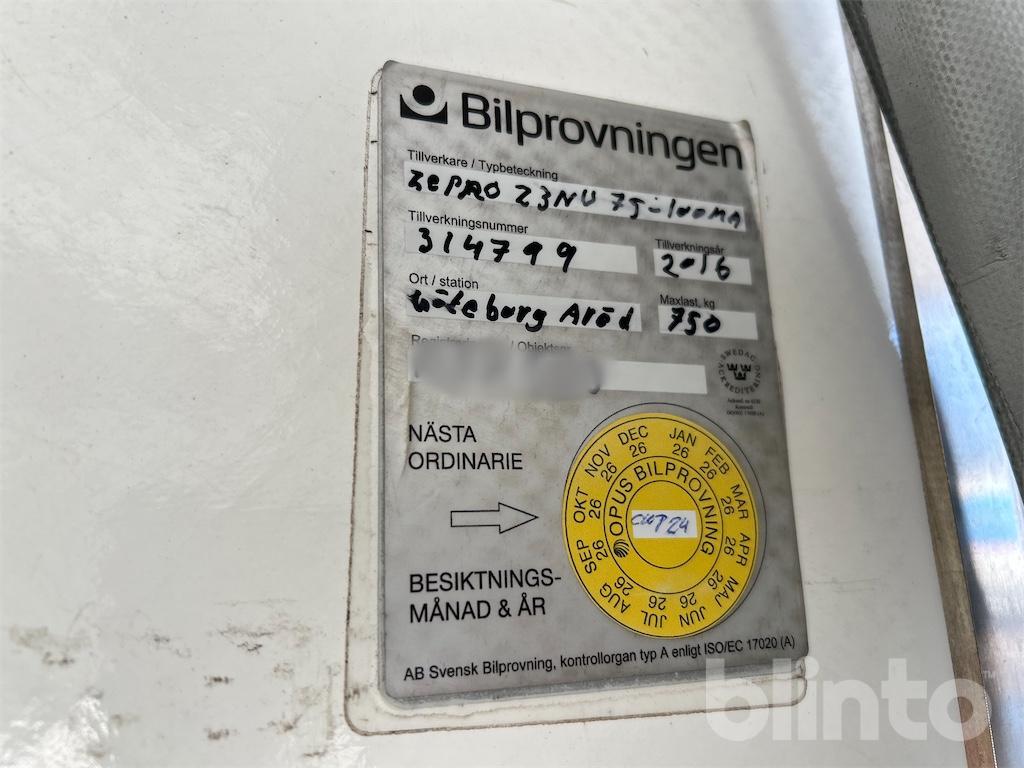 Bilprovningen
Tillverkare / Typbeteckning
ZEPRO Z3NU 75-100MA
Tillverkningsnummer
314799
Tillverkningsår
2016
Ort / station
Göteborg Aröd
Maxlast, kg
750
SWEDAC
ACKREDITERING
NÄSTA
ORDINARIE
BESIKTNINGS-
MÅNAD & ÅR
JAN 26
FEB 26
MAR 26
APR 26
MAJ 26
JUN 26
JUL 26
AUG 26
SEP 26
OKT 26
NOV 26
DEC 26
OPUS BILPROVNING
24
AB Svensk Bilprovning, kontrollorgan typ A enligt ISO/EC 17020 (A)
blinto